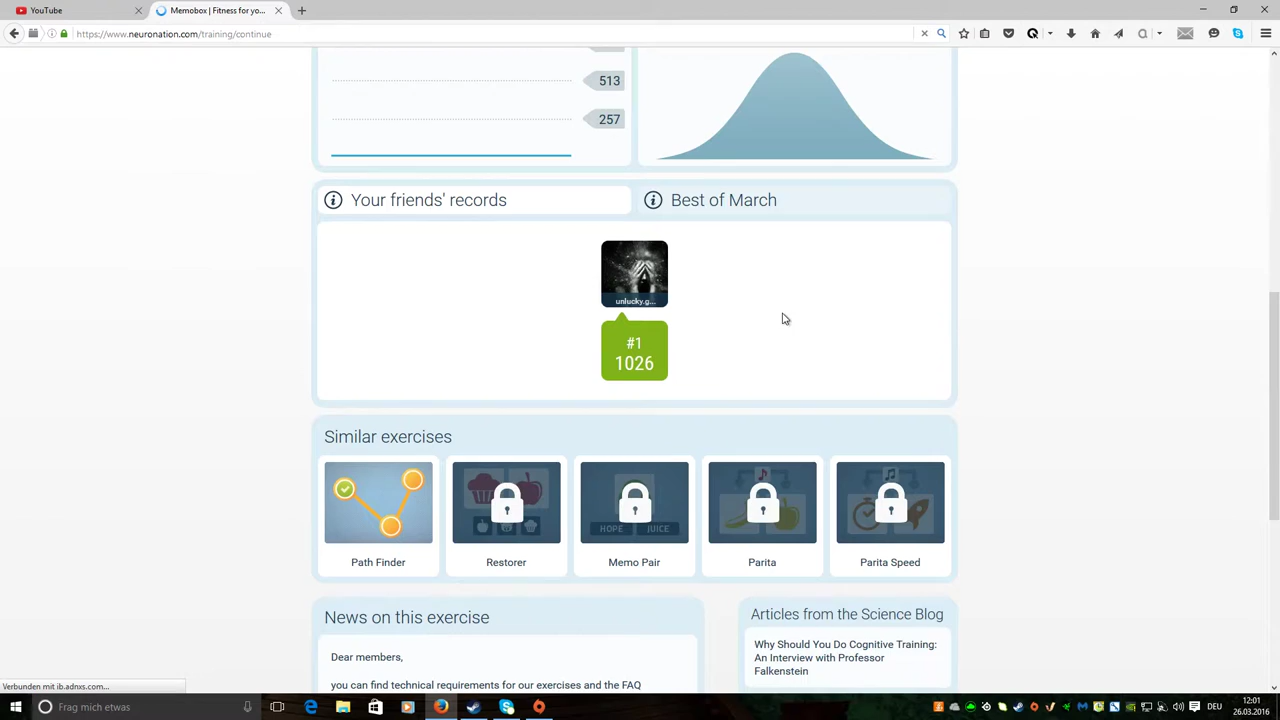 YouTube
Memobox | Fitness for yo...
https://www.neuronation.com/training/continue
513
257
Your friends' records
Best of March
unlucky.g...
#1
1026
Similar exercises
HOPE
JUICE
Path Finder
Restorer
Memo Pair
Parita
Parita Speed
News on this exercise
Articles from the Science Blog
Dear members,
you can find technical requirements for our exercises and the FAQ
Why Should You Do Cognitive Training:
An Interview with Professor
Falkenstein
Verbunden mit ib.adnxs.com...
Frag mich etwas
DEU
12:01
26.03.2016